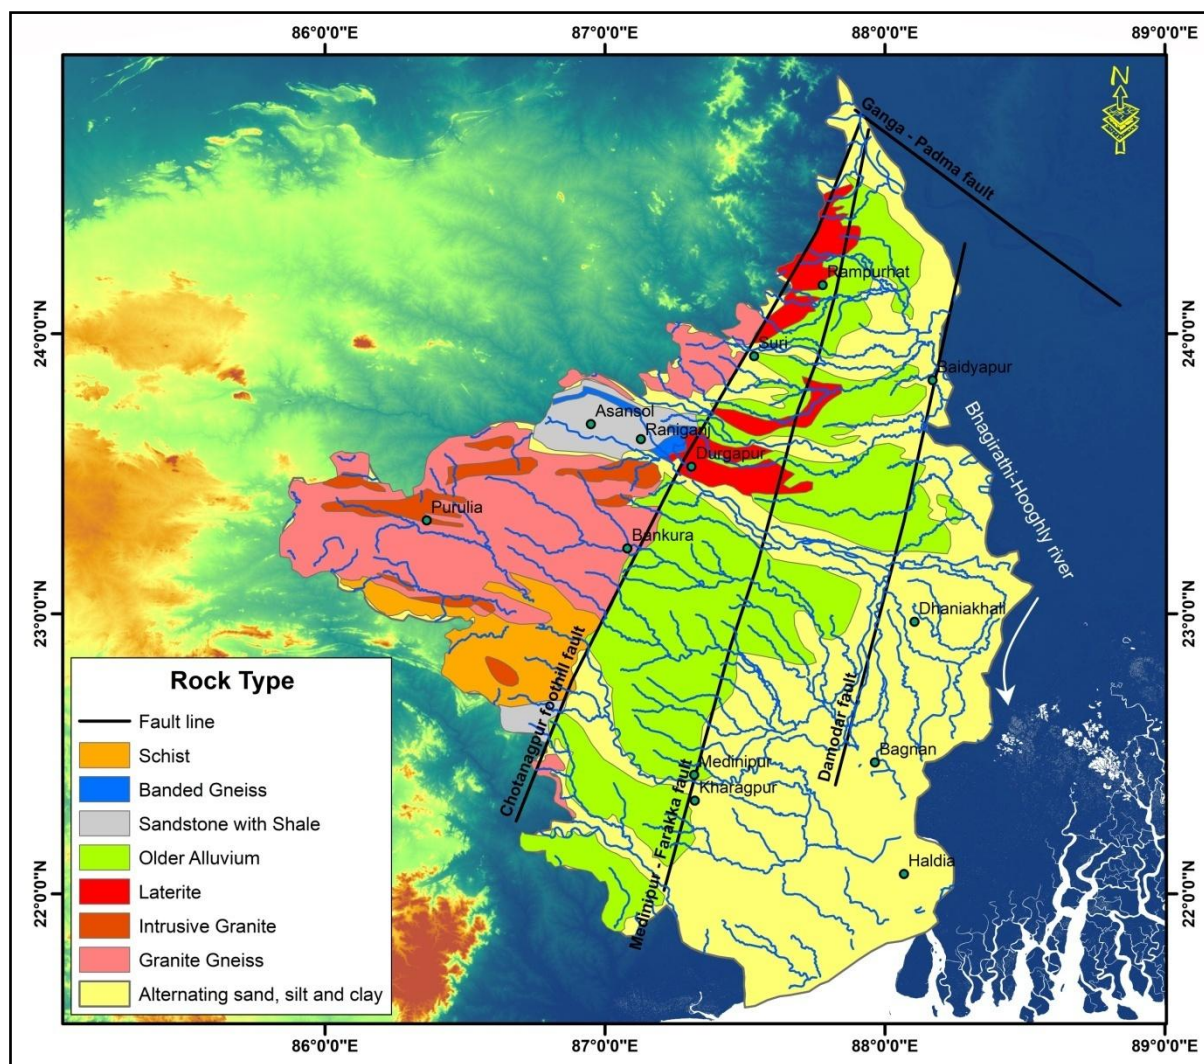 86°0'0"E
87°0'0"E
88°0'0"E
89°0'0"E
N
Ganga - Padma fault
24°0'0"N
24°0'0"N
Rampurhat
Suri
Baidyapur
Asansol
Raniganj
Durgapur
Bhagirathi-Hooghly river
Purulia
Bankura
23°0'0"N
23°0'0"N
Dhaniakhali
Chotanagpur foothill fault
Medinipur - Farakka fault
Damodar fault
Bagnan
Medinipur
Kharagpur
Haldia
22°0'0"N
22°0'0"N
Rock Type
Fault line
Schist
Banded Gneiss
Sandstone with Shale
Older Alluvium
Laterite
Intrusive Granite
Granite Gneiss
Alternating sand, silt and clay
86°0'0"E
87°0'0"E
88°0'0"E
89°0'0"E